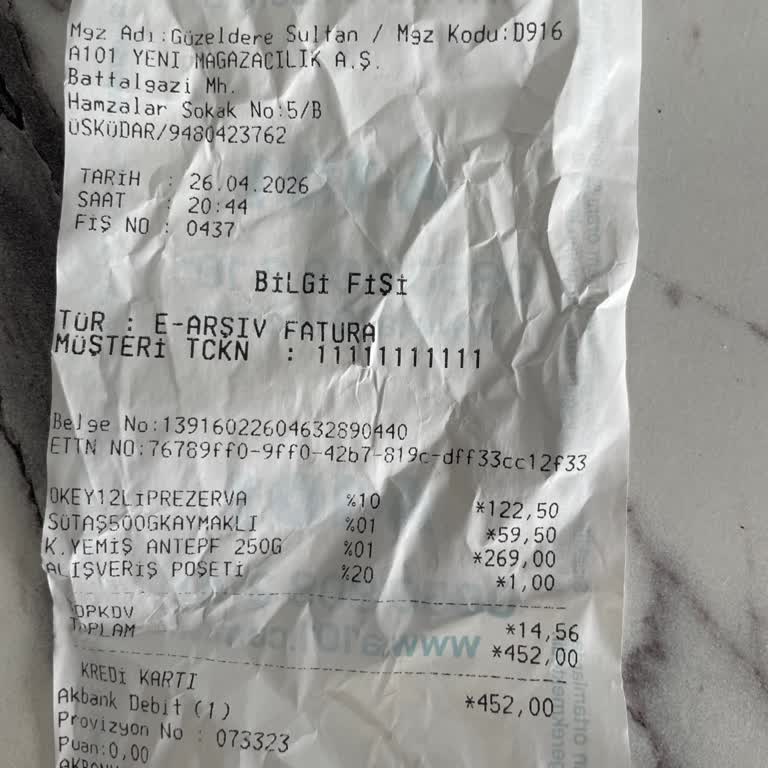 Mgz Adı:Güzeldere Sultan / Mgz Kodu:D916
A101 YENİ MAĞAZACILIK A.Ş.
Battalgazi Mh.
Hamzalar Sokak No:5/B
ÜSKÜDAR/9480423762
TARİH : 26.04.2026
SAAT : 20:44
FİŞ NO : 0437
BİLGİ FİŞİ
TÜR : E-ARŞIV FATURA
MÜŞTERİ TCKN : 11111111111
Belge No:13916022604632890440
ETTN NO:76789ff0-9ff0-42b7-819c-dff33cc12f33
OKEY12LİPREZERVA %10 *122,50
SÜTAŞ500GKAYMAKLI %01 *59,50
K.YEMİŞ ANTEPF 250G %01 *269,00
ALIŞVERİŞ POŞETİ %20 *1,00
TOPKDV *14,56
TOPLAM *452,00
KREDİ KARTI *452,00
Akbank Debit (1)
Provizyon No : 073323
Puan:0,00